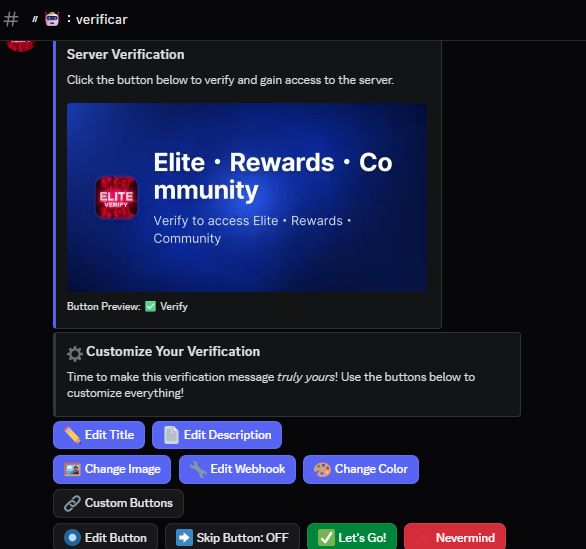 # // : verificar
Server Verification
Click the button below to verify and gain access to the server.
ELITE
VERIFY
Elite • Rewards • Co
mmunity
Verify to access Elite • Rewards •
Community
Button Preview: ✅ Verify
Customize Your Verification
Time to make this verification message truly yours! Use the buttons below to
customize everything!
Edit Title
Edit Description
Change Image
Edit Webhook
Change Color
Custom Buttons
Edit Button
Skip Button: OFF
Let's Go!
Nevermind